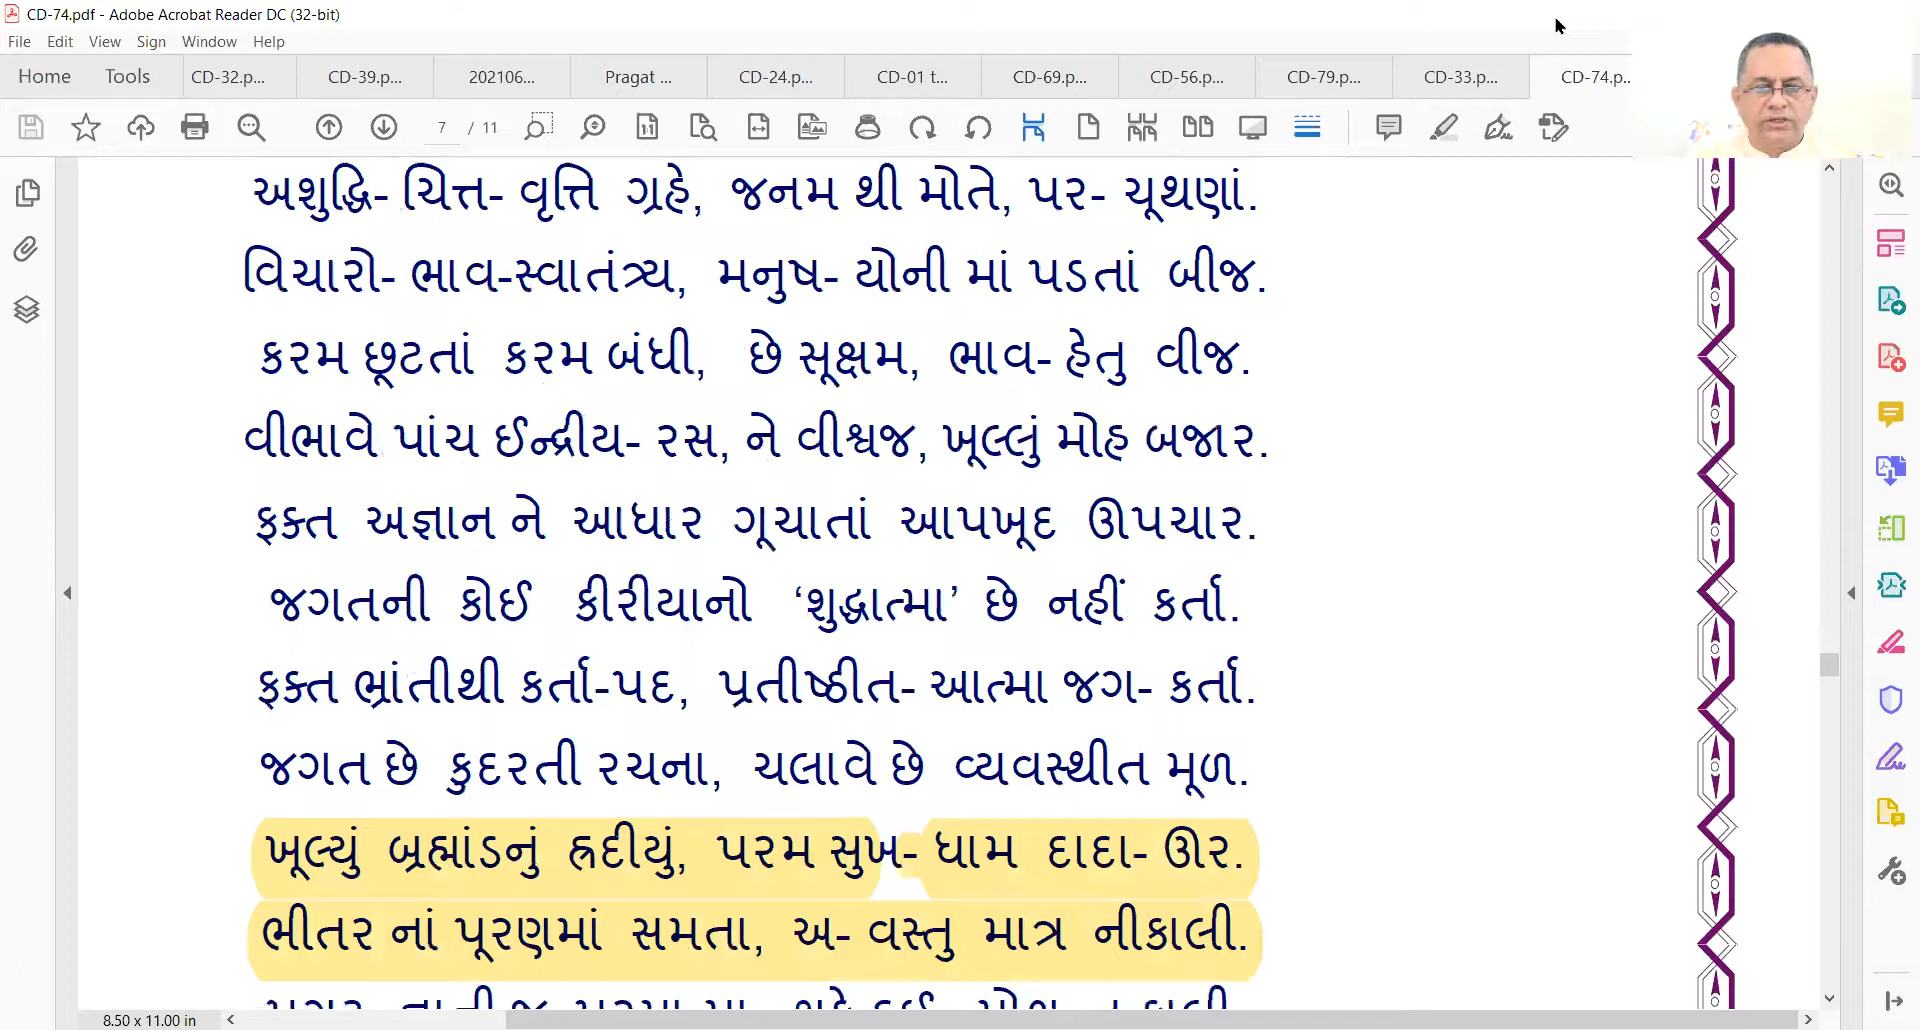 CD-74.pdf - Adobe Acrobat Reader DC (32-bit)
File Edit View Sign Window Help
Home Tools CD-32.p... CD-39.p... 202106... Pragat ... CD-24.p... CD-01 t... CD-69.p... CD-56.p... CD-79.p... CD-33.p... CD-74.p..
7 / 11
અશુદ્ધિ- ચિત્ત- વૃત્તિ ગ્રહે, જનમ થી મોતે, પર- ચૂથણાં.
વિચારો- ભાવ-સ્વાતંત્ર્ય, મનુષ- યોની માં પડતાં બીજ.
કરમ છૂટતાં કરમ બંધી, છે સૂક્ષમ, ભાવ- હેતુ વીજ.
વીભાવે પાંચ ઈન્દ્રીય- રસ, ને વીશ્વજ, ખૂલ્લું મોહ બજાર.
ફક્ત અજ્ઞાન ને આધાર ગૂચાતાં આપખૂદ ઊપચાર.
જગતની કોઈ કીરીયાનો ‘શુદ્ધાત્મા’ છે નહીં કર્તા.
ફક્ત ભ્રાંતીથી કર્તા-પદ, પ્રતીષ્ઠીત- આત્મા જગ- કર્તા.
જગત છે કુદરતી રચના, ચલાવે છે વ્યવસ્થીત મૂળ.
ખૂલ્યું બ્રહ્માંડનું હ્રદીયું, પરમ સુખ- ધામ દાદા- ઊર.
ભીતર નાં પૂરણમાં સમતા, અ- વસ્તુ માત્ર નીકાલી.
8.50 x 11.00 in